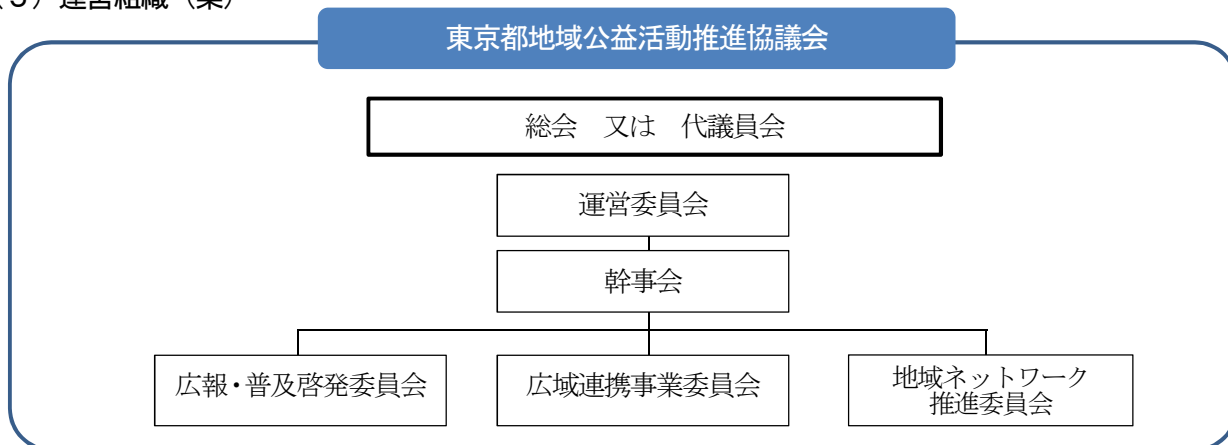 運営組織（案）
東京都地域公益活動推進協議会
総会　又は　代議員会
運営委員会
幹事会
広報・普及啓発委員会
広域連携事業委員会
地域ネットワーク
推進委員会